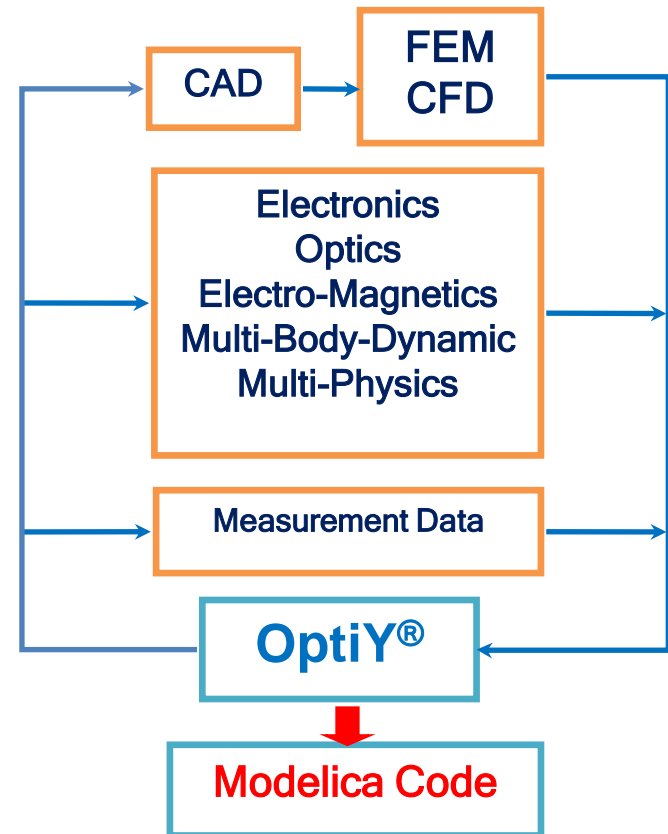 CAD
FEM
CFD
Electronics
Optics
Electro-Magnetics
Multi-Body-Dynamic
Multi-Physics
Measurement Data
OptiY®
Modelica Code